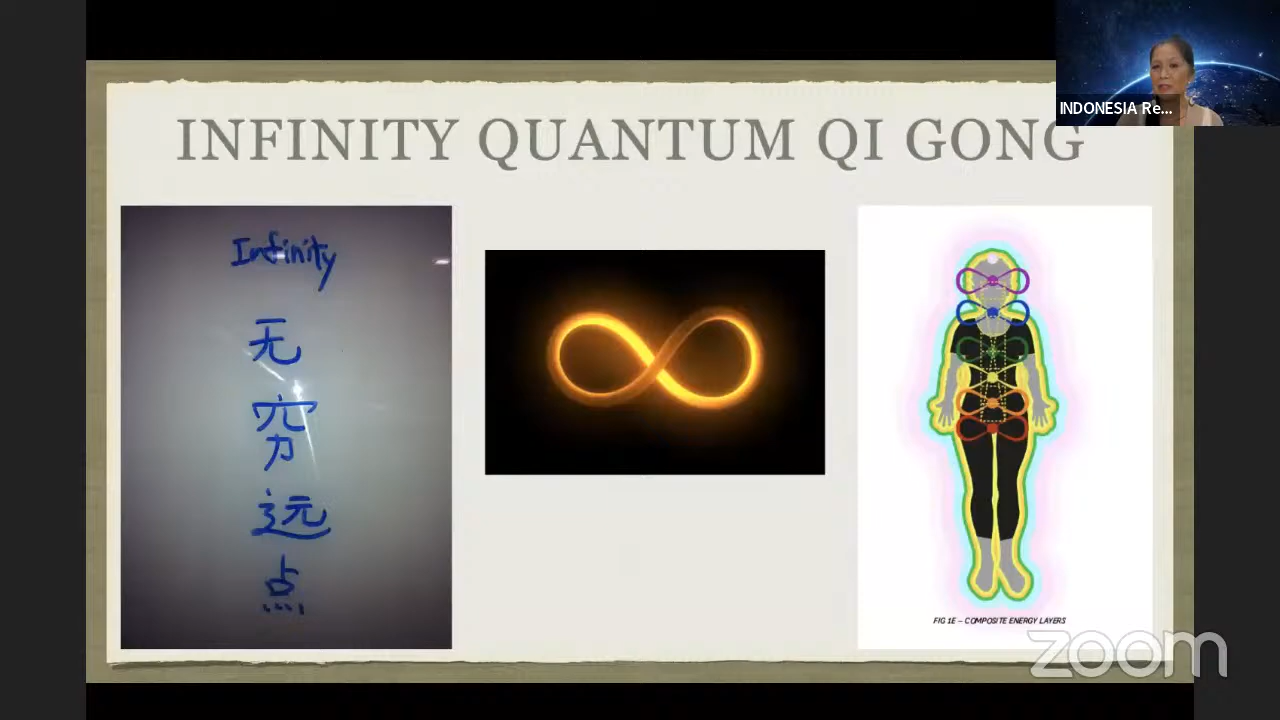 INDONESIA Re...
INFINITY QUANTUM QI GONG
Infinity
无
穷
远
点
FIG 1E – COMPOSITE ENERGY LAYERS
zoom